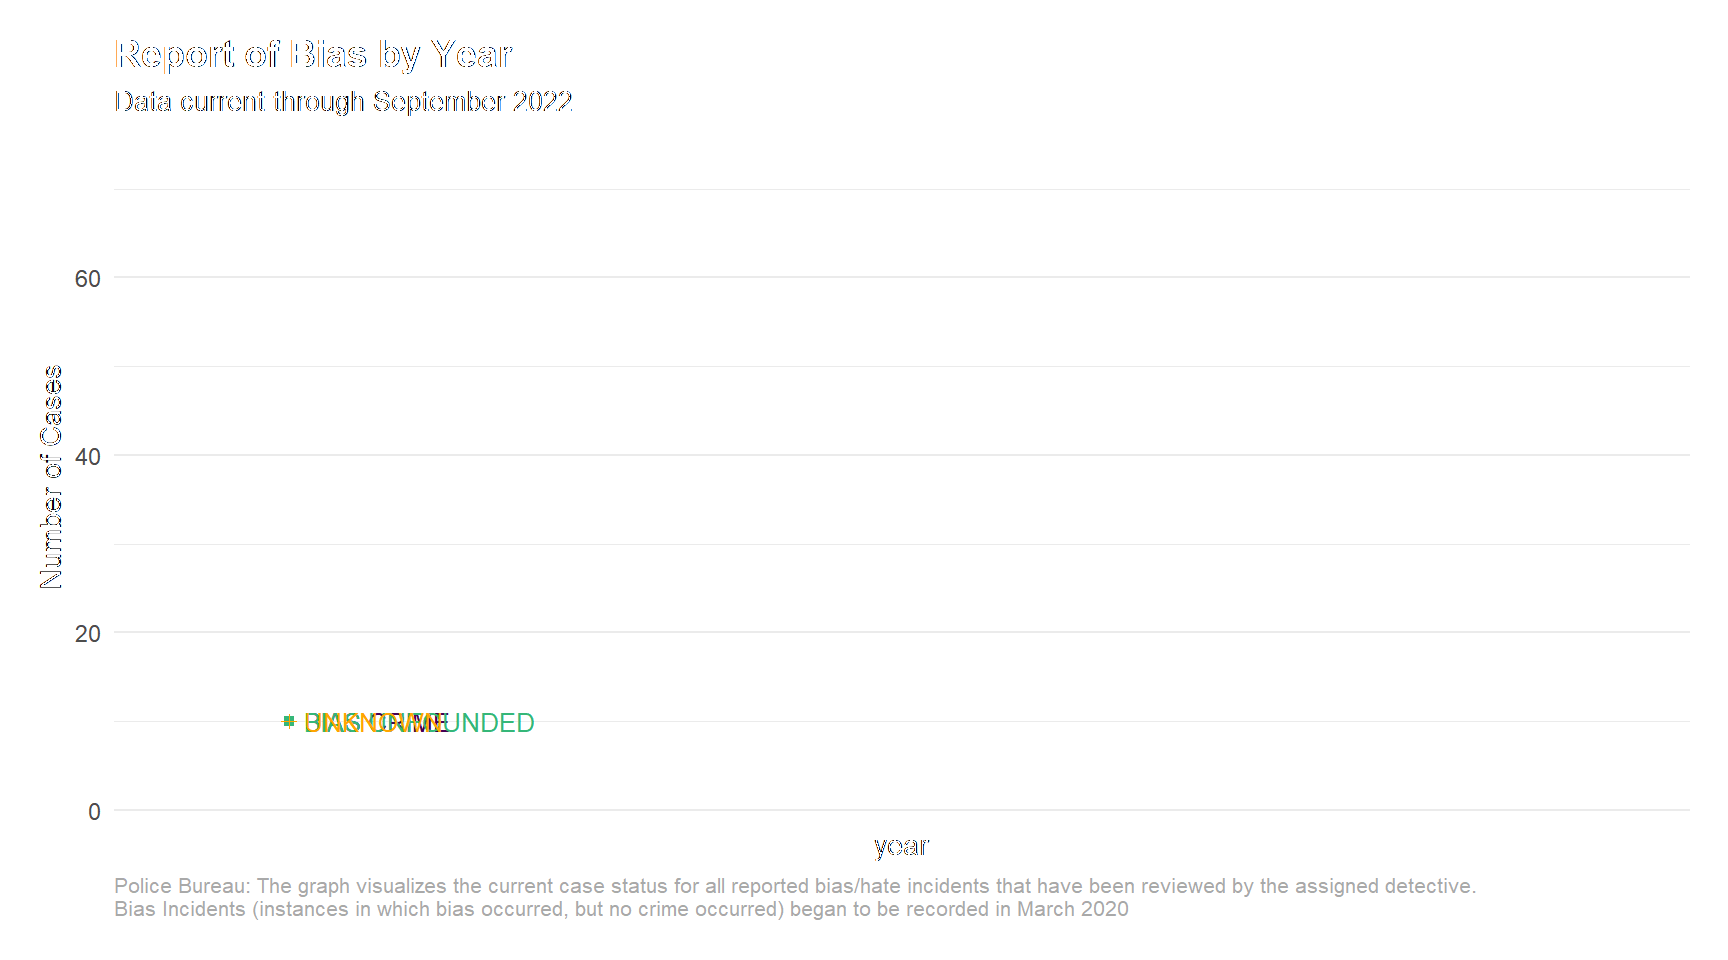 Report of Bias by Year
Data current through September 2022
60
Number of Cases
40
20
BIAS CRIME
UNFOUNDED
UNKNOWN
0
year
Police Bureau: The graph visualizes the current case status for all reported bias/hate incidents that have been reviewed by the assigned detective.
Bias Incidents (instances in which bias occurred, but no crime occurred) began to be recorded in March 2020